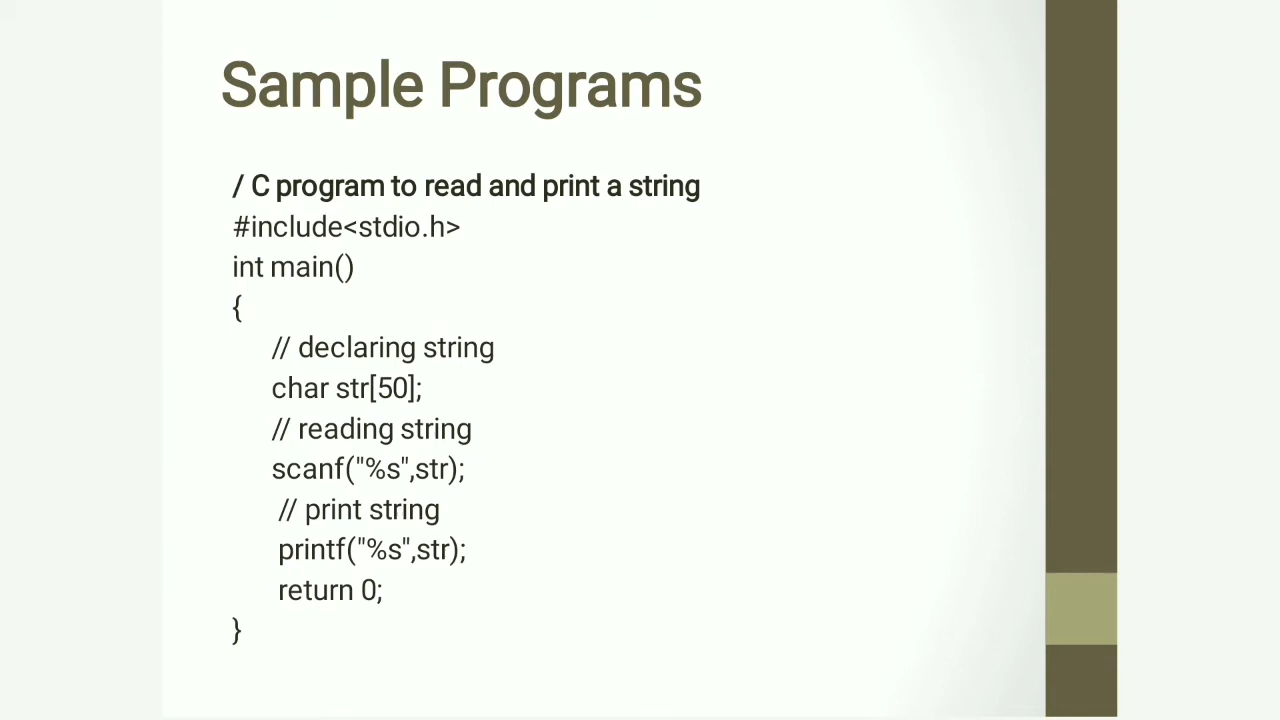 Sample Programs
/ C program to read and print a string
#include<stdio.h>
int main()
{
// declaring string
char str[50];
// reading string
scanf("%s",str);
// print string
printf("%s",str);
return 0;
}